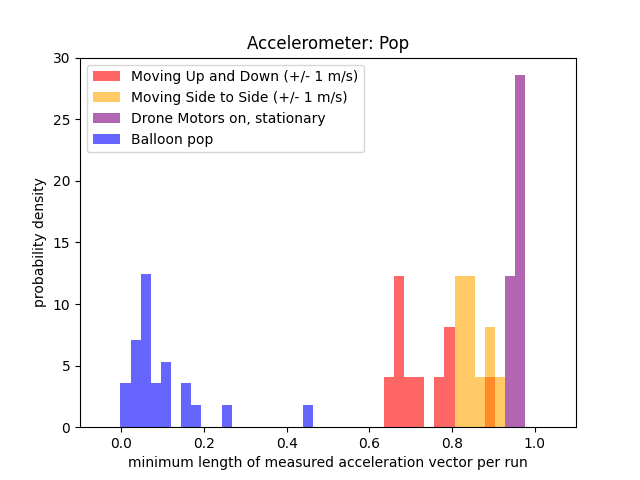 Accelerometer: Pop
30
25
20
15
10
5
0
probability density
Moving Up and Down (+/- 1 m/s)
Moving Side to Side (+/- 1 m/s)
Drone Motors on, stationary
Balloon pop
0.0 0.2 0.4 0.6 0.8 1.0
minimum length of measured acceleration vector per run